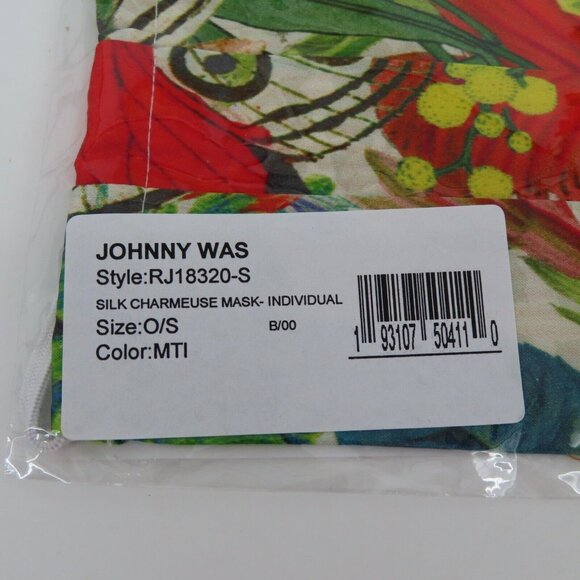 JOHNNY WAS
Style:RJ18320-S
SILK CHARMEUSE MASK- INDIVIDUAL
Size:O/S B/00
Color:MTI
1 93107 50411 0